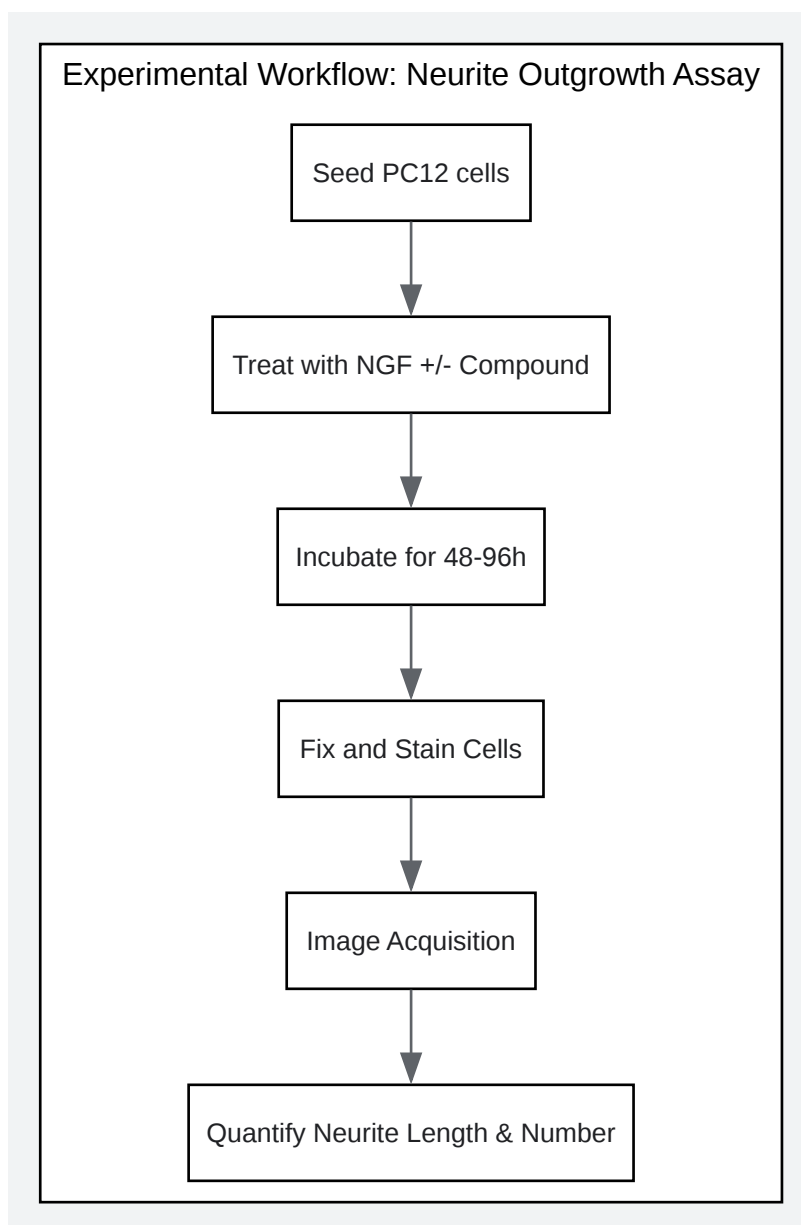 Experimental Workflow: Neurite Outgrowth Assay
Seed PC12 cells
Treat with NGF +/- Compound
Incubate for 48-96h
Fix and Stain Cells
Image Acquisition
Quantify Neurite Length & Number